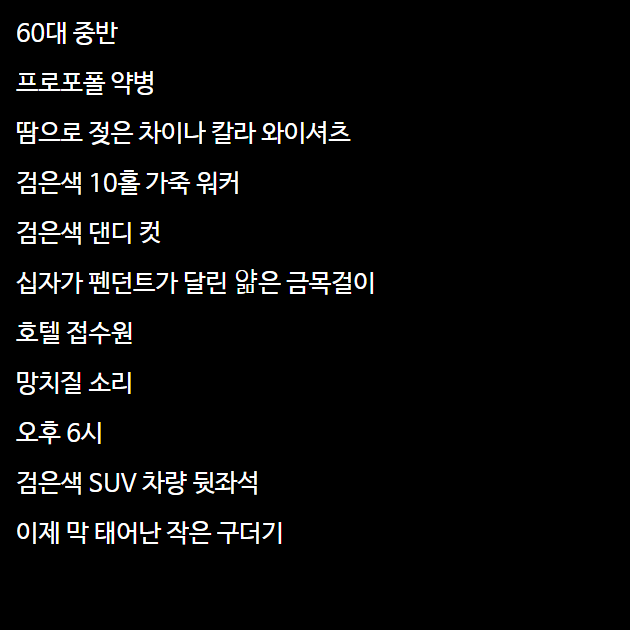 60대 중반
프로포폴 약병
땀으로 젖은 차이나 칼라 와이셔츠
검은색 10홀 가죽 워커
검은색 댄디 컷
십자가 펜던트가 달린 얇은 금목걸이
호텔 접수원
망치질 소리
오후 6시
검은색 SUV 차량 뒷좌석
이제 막 태어난 작은 구더기